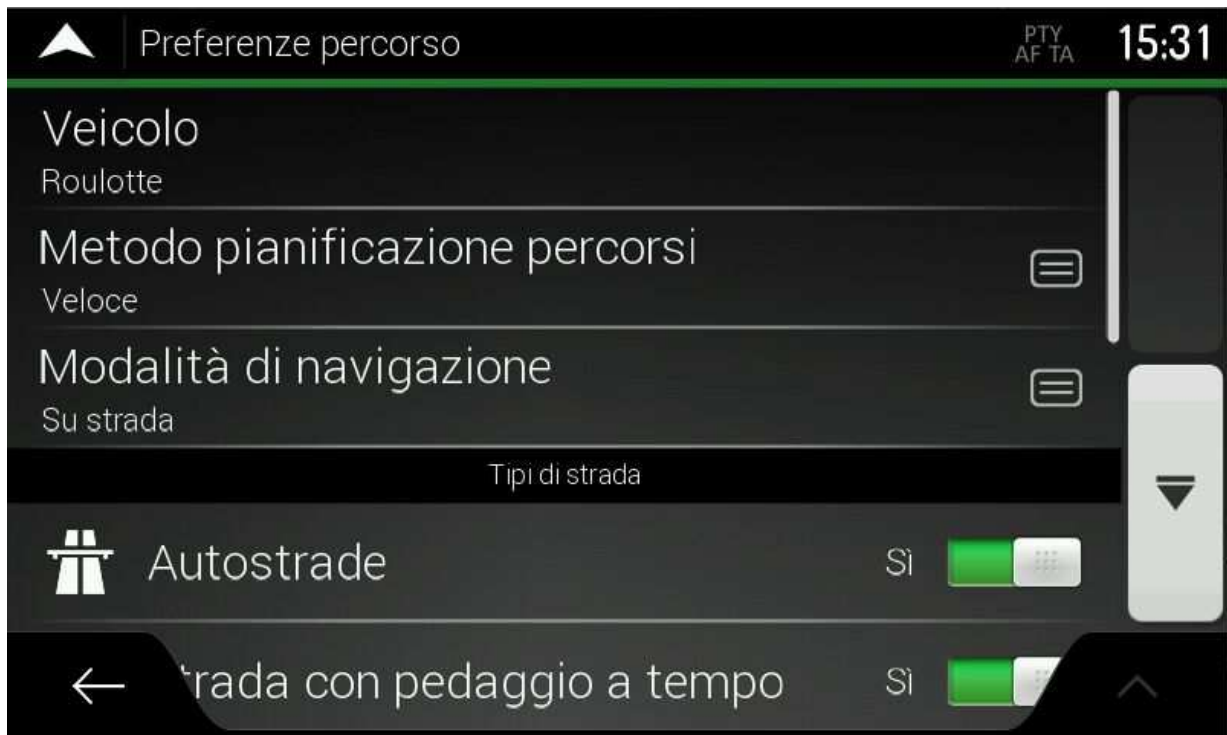 Preferenze percorso
PTY
AF TA
15:31
Veicolo
Roulotte
Metodo pianificazione percorsi
Veloce
Modalità di navigazione
Su strada
Tipi di strada
Autostrade Sì
trada con pedaggio a tempo Sì